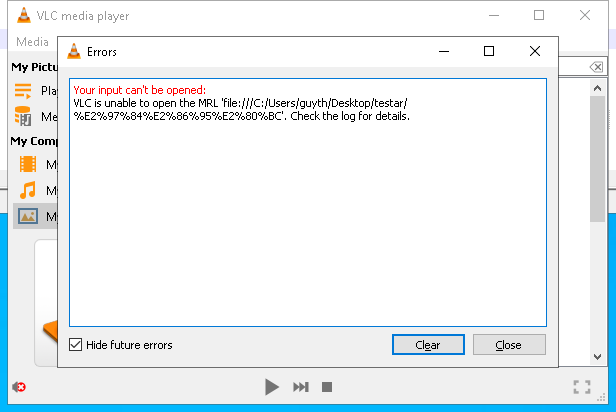 VLC media player
Media
Errors
My Pictu
Your input can't be opened:
VLC is unable to open the MRL 'file:///C:/Users/guyth/Desktop/testar/
%E2%97%84%E2%86%95%E2%80%BC'. Check the log for details.
Pla
Me
My Comp
My
My
My
Hide future errors
Clear
Close